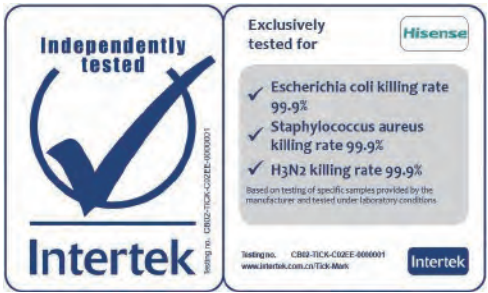 Independently
tested
Intertek
Testing no. CB02-TICK-C02EE-0000001
Exclusively
tested for
Hisense
Escherichia coli killing rate
99.9%
Staphylococcus aureus
killing rate 99.9%
H3N2 killing rate 99.9%
Based on testing of specific samples provided by the
manufacturer and tested under laboratory conditions
Testing no. CB02-TICK-C02EE-0000001
www.intertek.com.cn/Tick-Mark
Intertek